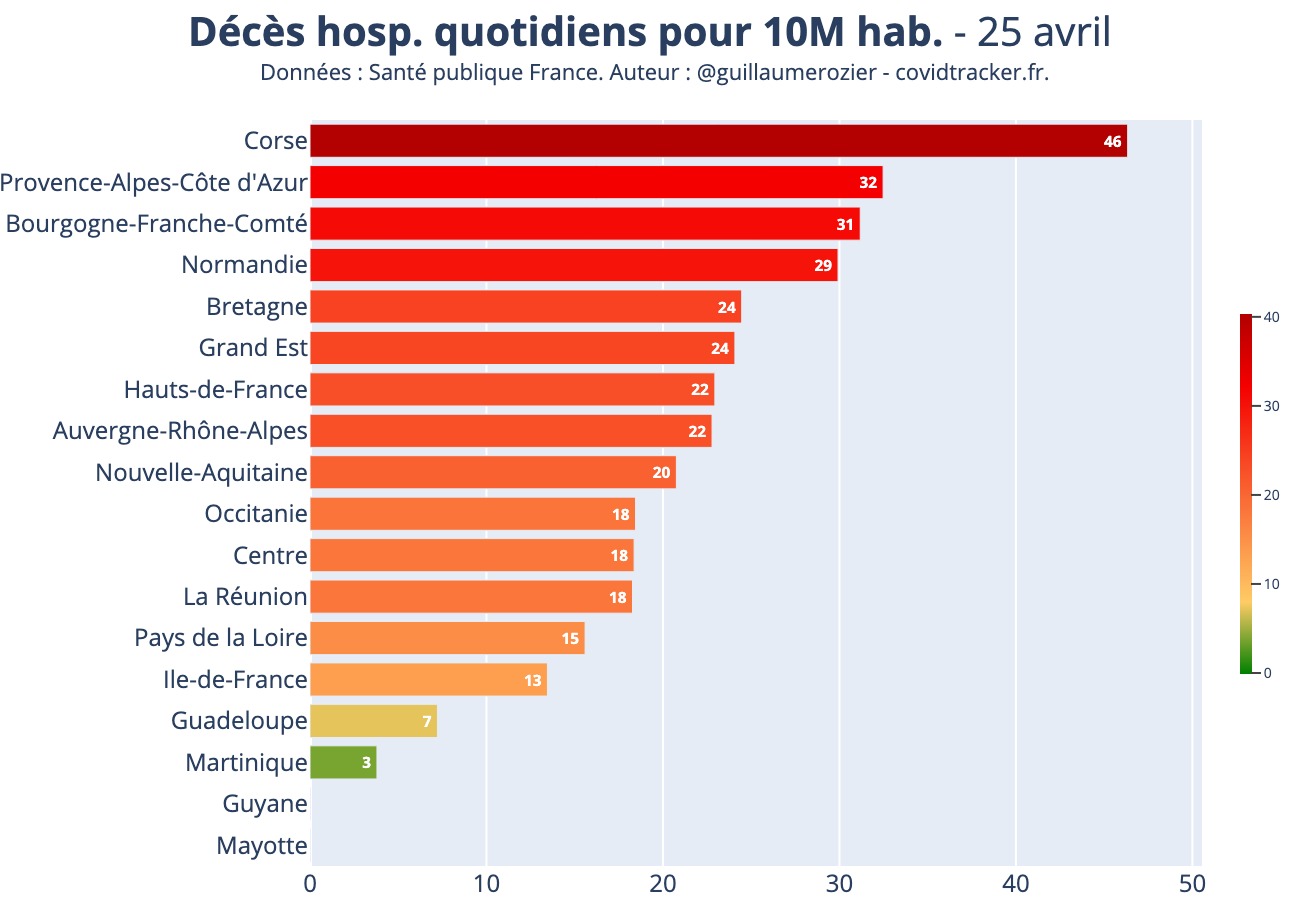 Décès hosp. quotidiens pour 10M hab. - 25 avril
Données : Santé publique France. Auteur : @guillaumerozier - covidtracker.fr.
Corse 46
Provence-Alpes-Côte d'Azur 32
Bourgogne-Franche-Comté 31
Normandie 29
Bretagne 24
Grand Est 24
Hauts-de-France 22
Auvergne-Rhône-Alpes 22
Nouvelle-Aquitaine 20
Occitanie 18
Centre 18
La Réunion 18
Pays de la Loire 15
Ile-de-France 13
Guadeloupe 7
Martinique 3
Guyane
Mayotte
0 10 20 30 40 50
40
30
20
10
0